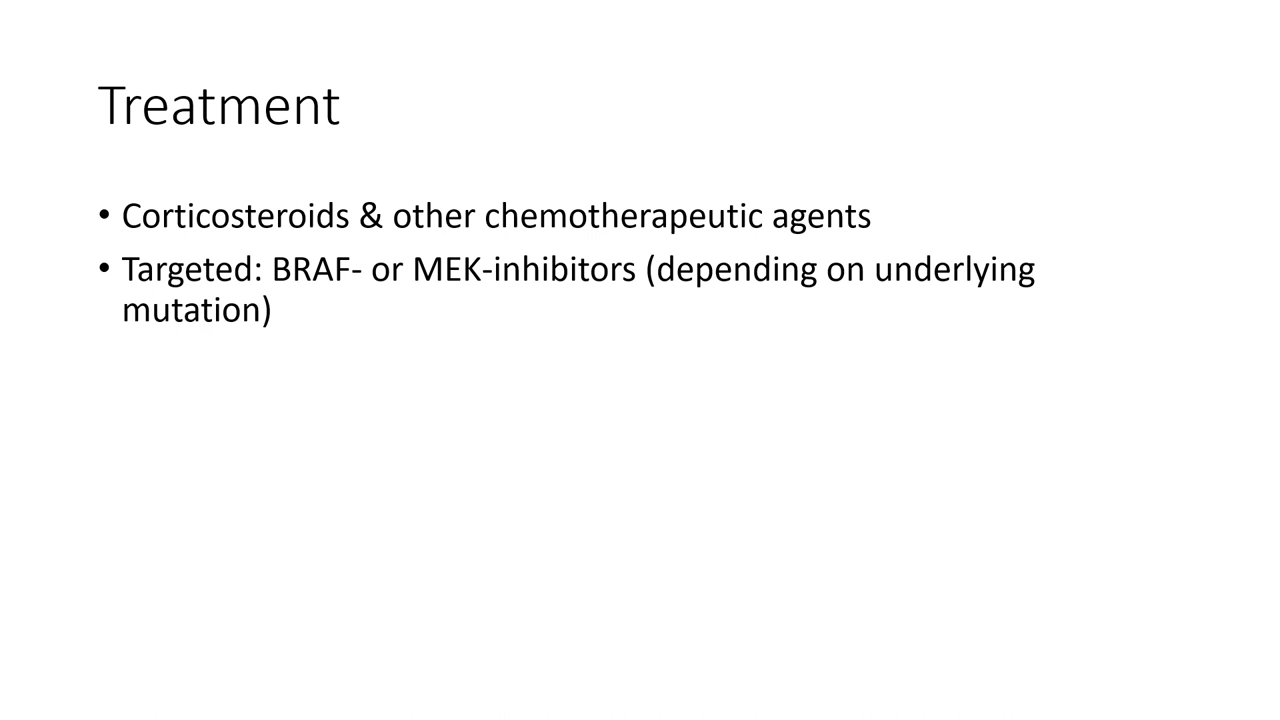 Treatment
• Corticosteroids & other chemotherapeutic agents
• Targeted: BRAF- or MEK-inhibitors (depending on underlying
mutation)